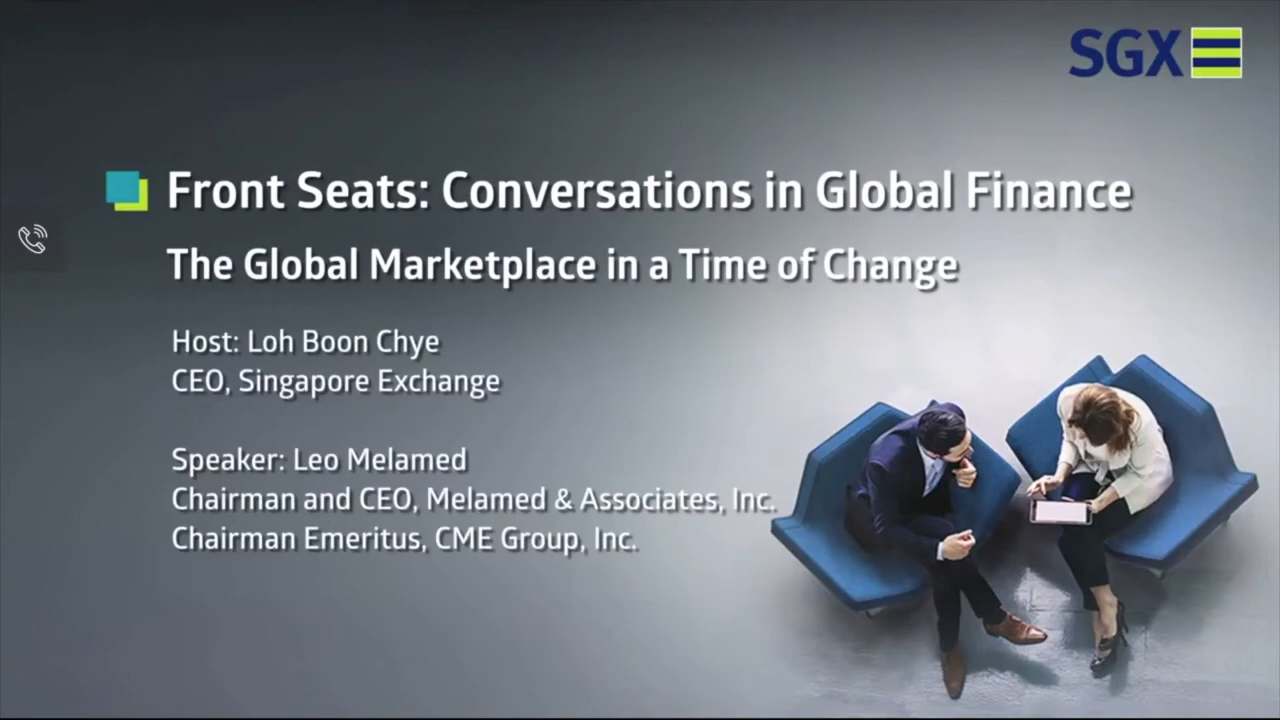 SGX
Front Seats: Conversations in Global Finance
The Global Marketplace in a Time of Change
Host: Loh Boon Chye
CEO, Singapore Exchange
Speaker: Leo Melamed
Chairman and CEO, Melamed & Associates, Inc.
Chairman Emeritus, CME Group, Inc.